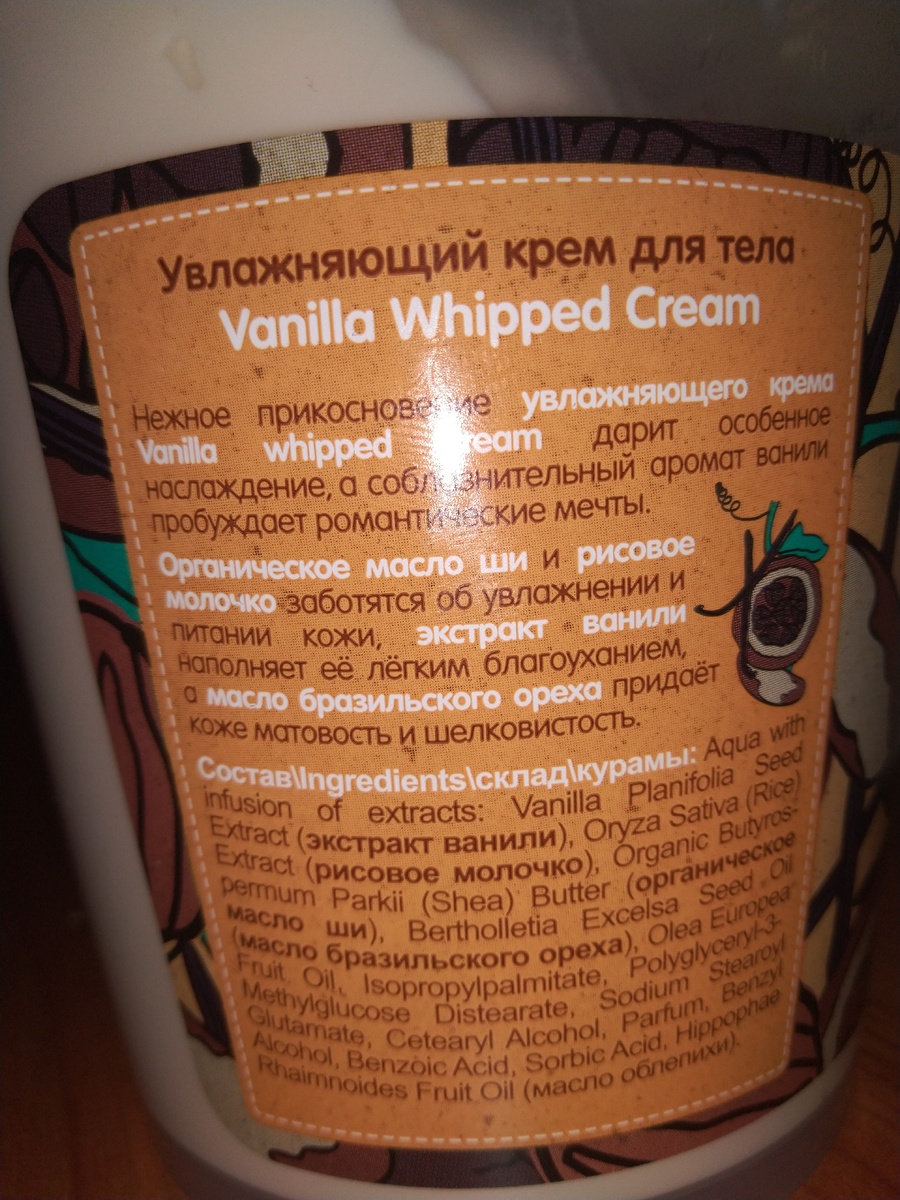 Увлажняющий крем для тела
Vanilla Whipped Cream
Нежное прикосновение увлажняющего крема
Vanilla whipped cream дарит особенное
наслаждение, а соблазнительный аромат ванили
пробуждает романтические мечты.
Органическое масло ши и рисовое
молочко заботятся об увлажнении и
питании кожи, экстракт ванили
наполняет её лёгким благоуханием,
а масло бразильского ореха придаёт
коже матовость и шелковистость.
Состав\Ingredients\склад\курамы: Aqua with
infusion of extracts: Vanilla Planifolia Seed
Extract (экстракт ванили), Oryza Sativa (Rice)
Extract (рисовое молочко), Organic Butyros-
permum Parkii (Shea) Butter (органическое
масло ши), Bertholletia Excelsa Seed Oil
(масло бразильского ореха), Olea Europea
Fruit Oil, Isopropylpalmitate, Polyglyceryl-3-
Methylglucose Distearate, Sodium Stearoyl
Glutamate, Cetearyl Alcohol, Parfum, Benzyl
Alcohol, Benzoic Acid, Sorbic Acid, Hippophae
Rhaimnoides Fruit Oil (масло облепихи).